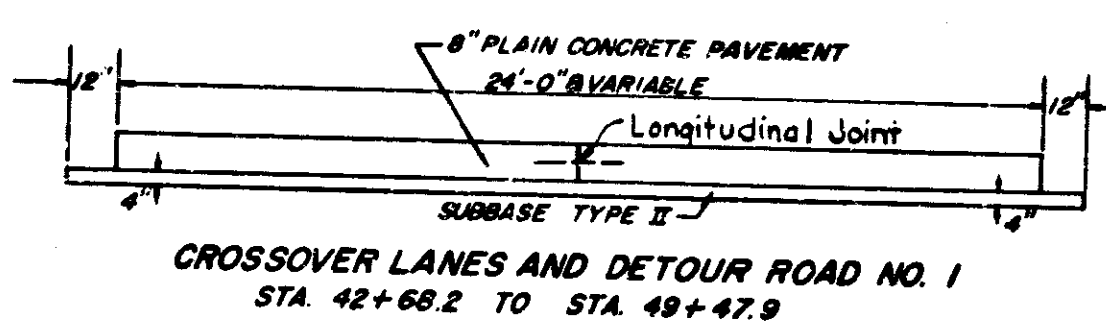 8" PLAIN CONCRETE PAVEMENT
12" 24'-0" & VARIABLE 12"
Longitudinal Joint
4" SUBBASE TYPE II 4"
CROSSOVER LANES AND DETOUR ROAD NO. 1
STA. 42+68.2 TO STA. 49+47.9